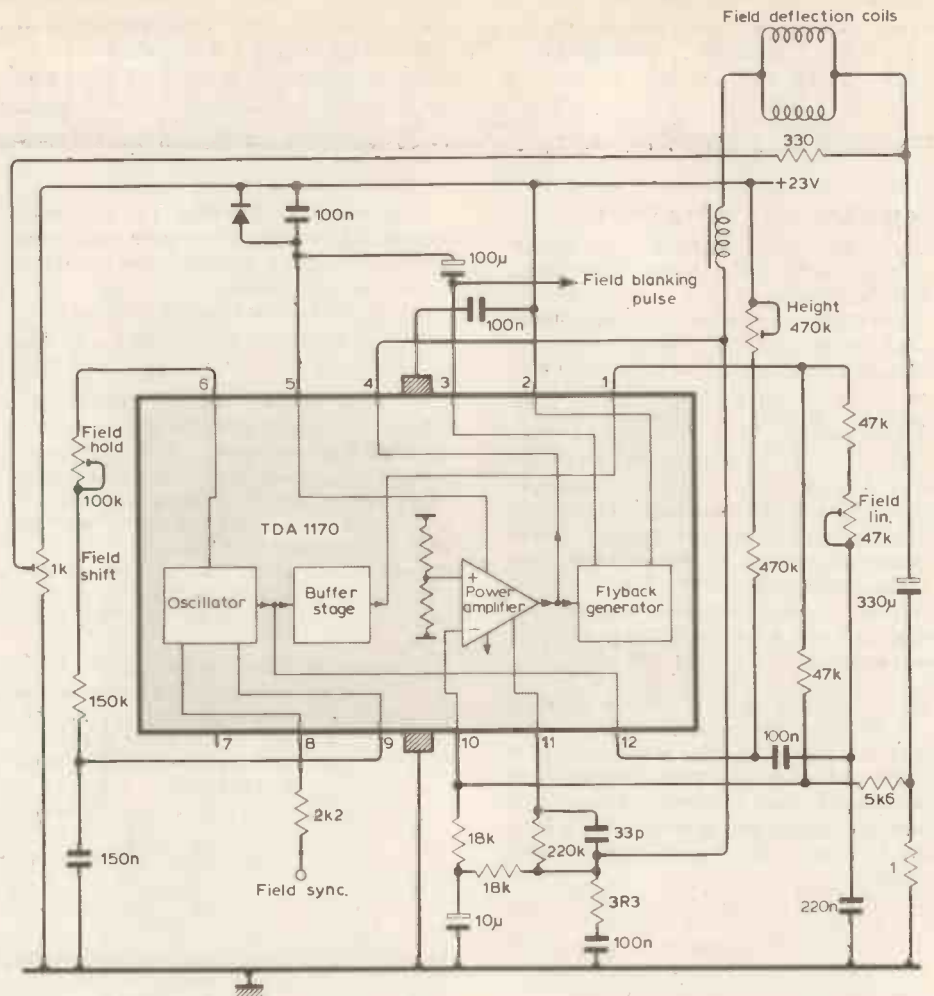 Field deflection coils
330
+23V
100n
100µ
Field blanking
pulse
100n
Height
470k
6
5
4
3
2
1
47k
Field
hold
100k
Field
lin.
47k
TDA 1170
1k
Field
shift
470k
Oscillator
Buffer
stage
+
−
Power
amplifier
Flyback
generator
330µ
47k
150k
7
8
9
10
11
12
100n
5k6
2k2
18k
220k
33p
150n
18k
1
Field sync.
10µ
3R3
100n
220n